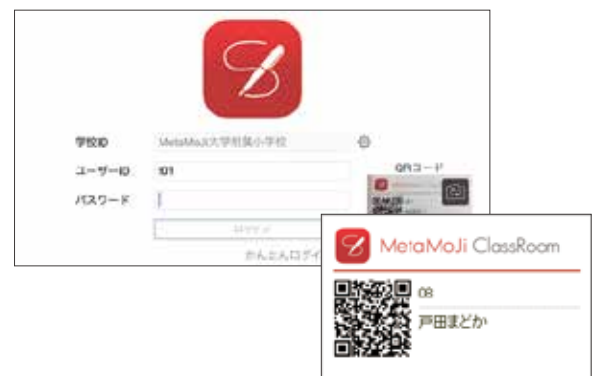 学校ID
MetaMoJi大学附属小学校
ユーザーID
101
パスワード
QRコード
かんたんログイ
MetaMoJi ClassRoom
08
戸田まどか